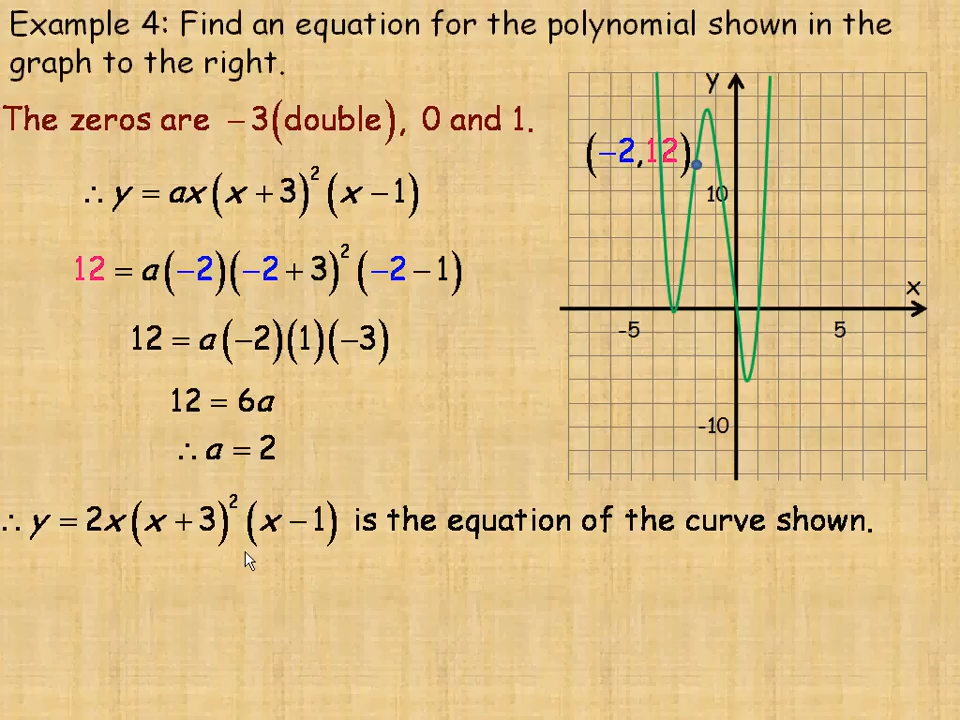 Example 4: Find an equation for the polynomial shown in the
graph to the right.
The zeros are −3(double), 0 and 1.
∴ y = ax(x + 3)² (x − 1)
12 = a(−2)(−2 + 3)² (−2 − 1)
12 = a(−2)(1)(−3)
12 = 6a
∴ a = 2
∴ y = 2x(x + 3)² (x − 1) is the equation of the curve shown.
y
(−2,12)
10
x
-5 5
-10